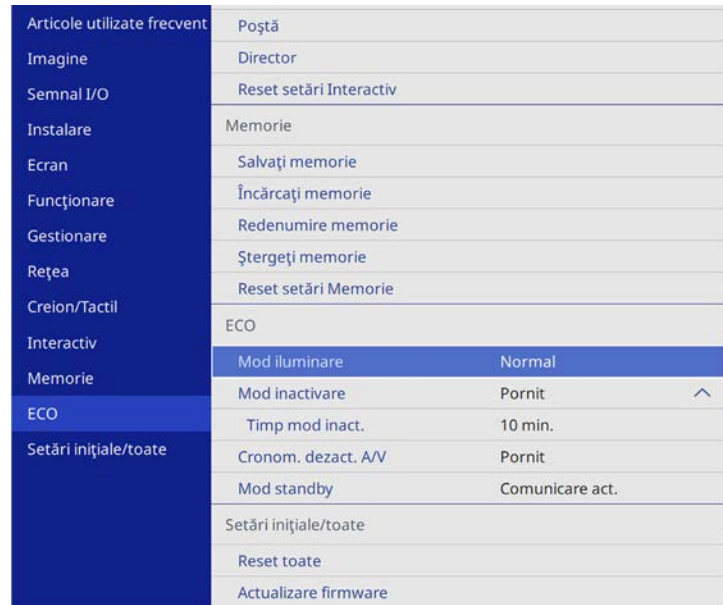 Articole utilizate frecvent
Imagine
Semnal I/O
Instalare
Ecran
Funcţionare
Gestionare
Reţea
Creion/Tactil
Interactiv
Memorie
ECO
Setări iniţiale/toate
Poştă
Director
Reset setări Interactiv
Memorie
Salvaţi memorie
Încărcaţi memorie
Redenumire memorie
Ştergeţi memorie
Reset setări Memorie
ECO
Mod iluminare Normal
Mod inactivare Pornit
Timp mod inact. 10 min.
Cronom. dezact. A/V Pornit
Mod standby Comunicare act.
Setări iniţiale/toate
Reset toate
Actualizare firmware